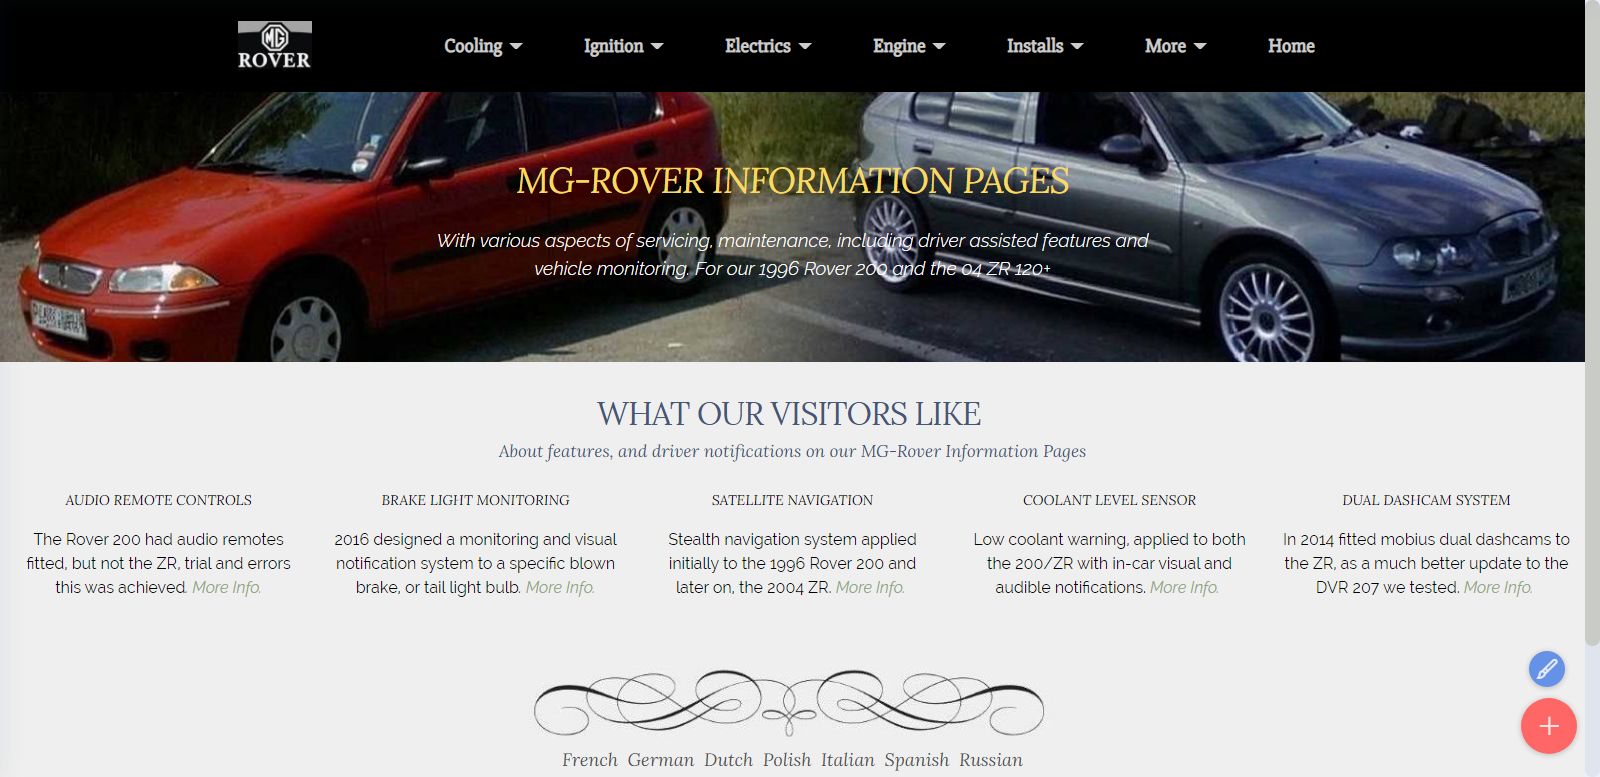 MG
ROVER
Cooling Ignition Electrics Engine Installs More Home
MG-ROVER INFORMATION PAGES
With various aspects of servicing, maintenance, including driver assisted features and
vehicle monitoring. For our 1996 Rover 200 and the 04 ZR 120+
WHAT OUR VISITORS LIKE
About features, and driver notifications on our MG-Rover Information Pages
AUDIO REMOTE CONTROLS
The Rover 200 had audio remotes
fitted, but not the ZR, trial and errors
this was achieved. More Info.
BRAKE LIGHT MONITORING
2016 designed a monitoring and visual
notification system to a specific blown
brake, or tail light bulb. More Info.
SATELLITE NAVIGATION
Stealth navigation system applied
initially to the 1996 Rover 200 and
later on, the 2004 ZR. More Info.
COOLANT LEVEL SENSOR
Low coolant warning, applied to both
the 200/ZR with in-car visual and
audible notifications. More Info.
DUAL DASHCAM SYSTEM
In 2014 fitted mobius dual dashcams to
the ZR, as a much better update to the
DVR 207 we tested. More Info.
French German Dutch Polish Italian Spanish Russian